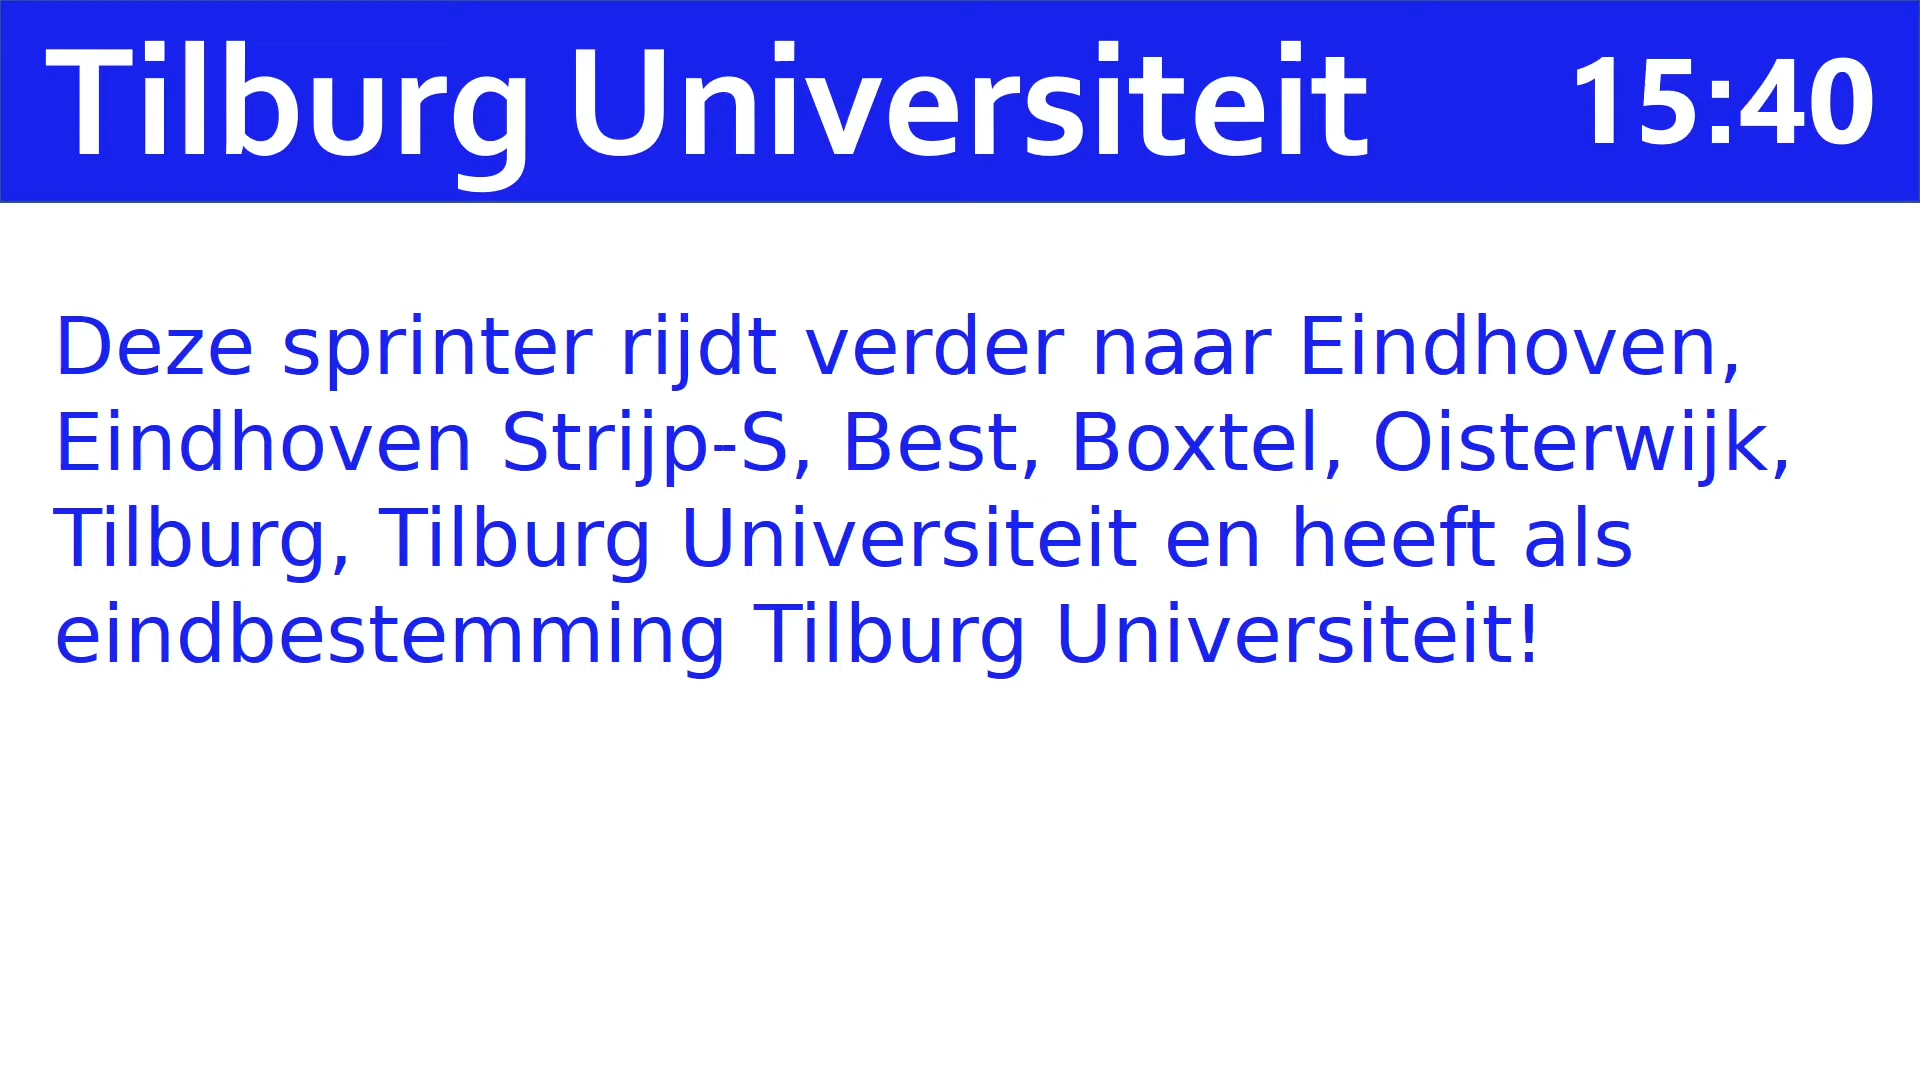 Tilburg Universiteit 15:40
Deze sprinter rijdt verder naar Eindhoven,
Eindhoven Strijp-S, Best, Boxtel, Oisterwijk,
Tilburg, Tilburg Universiteit en heeft als
eindbestemming Tilburg Universiteit!